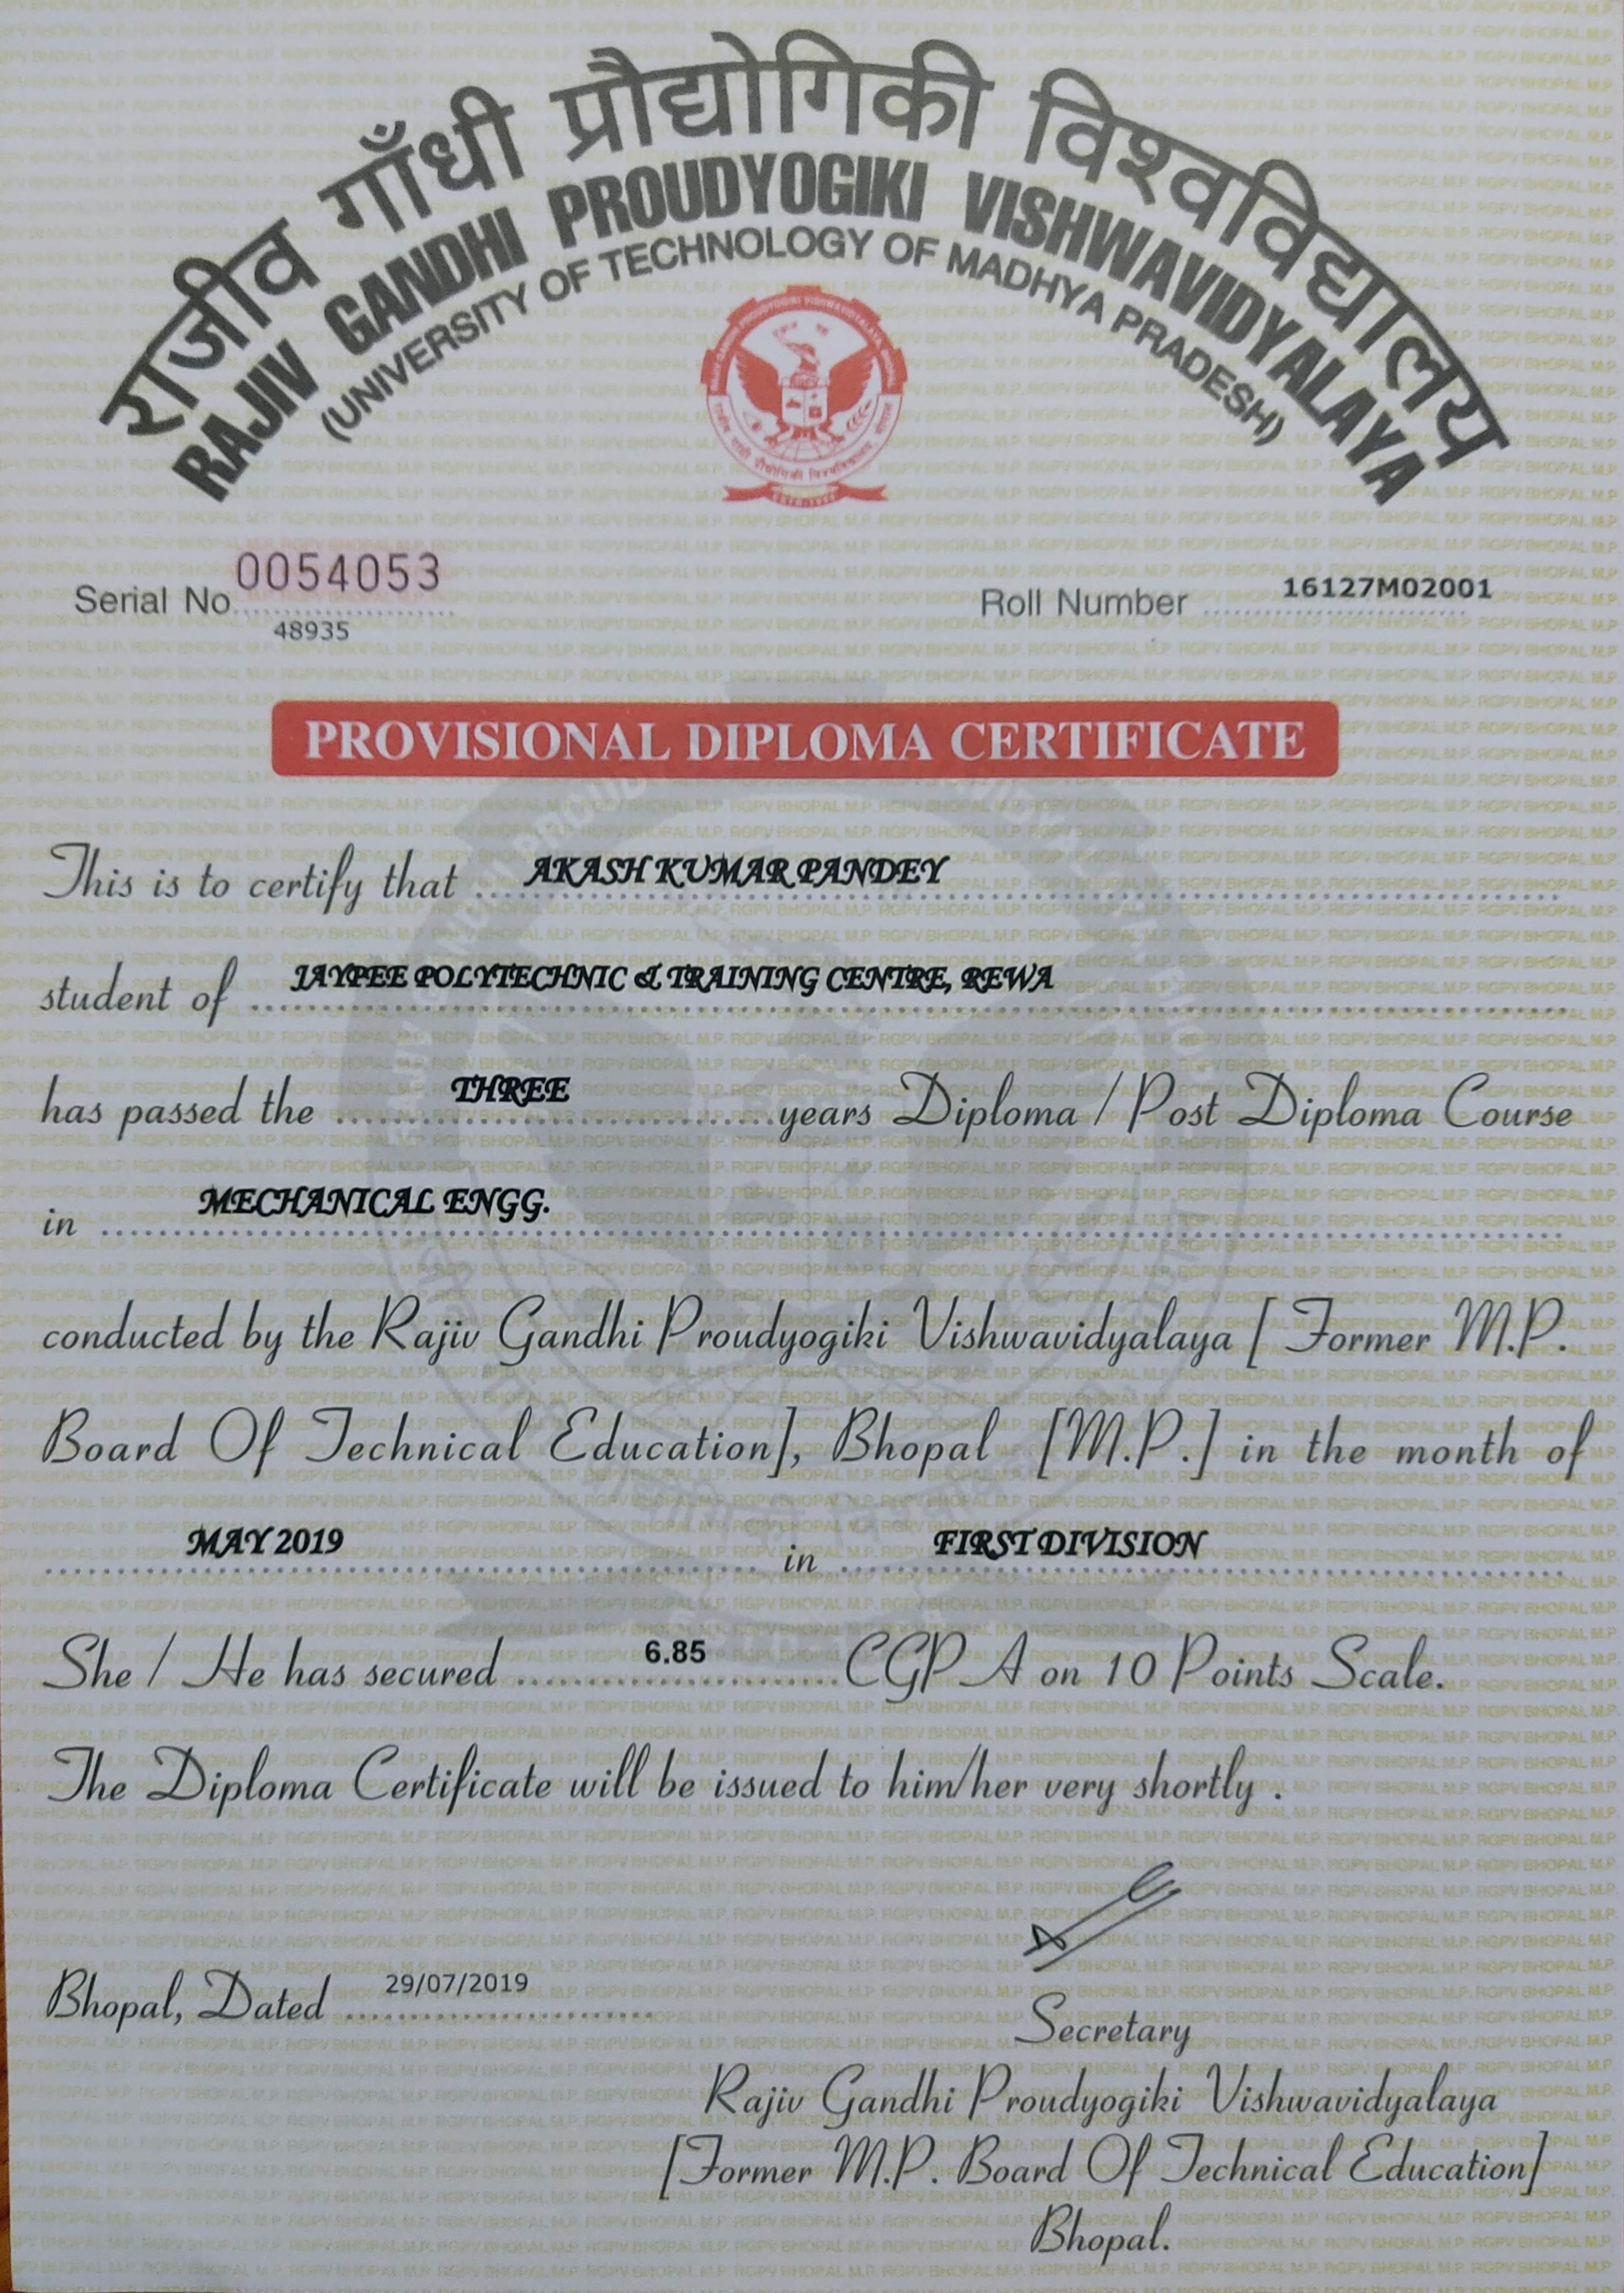 राजीव गाँधी प्रौद्योगिकी विश्वविद्यालय
RAJIV GANDHI PROUDYOGIKI VISHWAVIDYALAYA
(UNIVERSITY OF TECHNOLOGY OF MADHYA PRADESH)
Serial No. 0054053
48935
Roll Number 16127M02001
PROVISIONAL DIPLOMA CERTIFICATE
This is to certify that AKASH KUMAR PANDEY
student of JAYPEE POLYTECHNIC & TRAINING CENTRE, REWA
has passed the THREE years Diploma / Post Diploma Course
in MECHANICAL ENGG.
conducted by the Rajiv Gandhi Proudyogiki Vishwavidyalaya [ Former M.P.
Board Of Technical Education], Bhopal [M.P.] in the month of
MAY 2019 in FIRST DIVISION
She / He has secured 6.85 CGP A on 10 Points Scale.
The Diploma Certificate will be issued to him/her very shortly .
Bhopal, Dated 29/07/2019
Secretary
Rajiv Gandhi Proudyogiki Vishwavidyalaya
[Former M.P. Board Of Technical Education]
Bhopal.